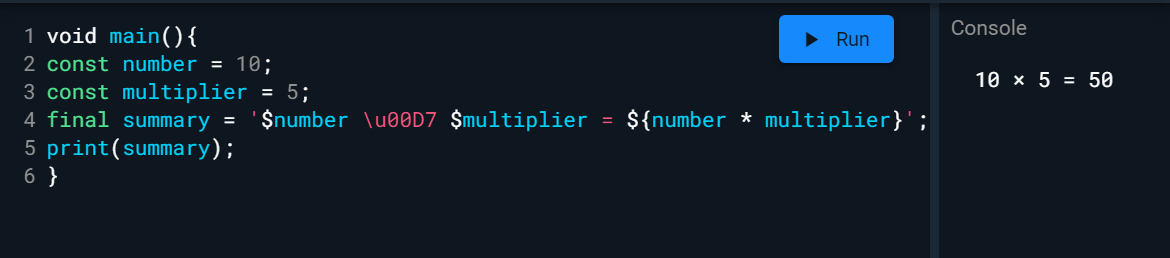 1 void main(){
2 const number = 10;
3 const multiplier = 5;
4 final summary = '$number \u00D7 $multiplier = ${number * multiplier}';
5 print(summary);
6 }
Run
Console
10 × 5 = 50